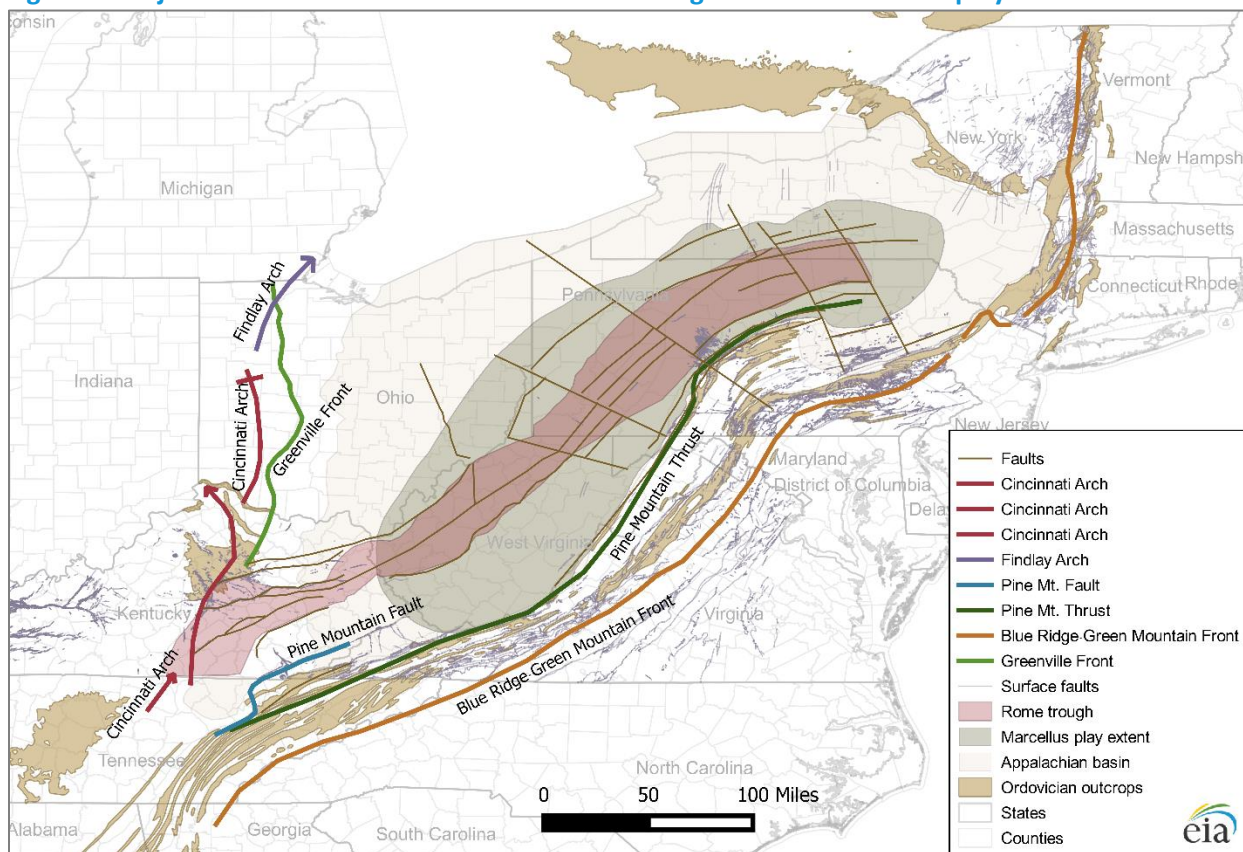 consin
Vermont
New York
New Hampsh
Michigan
Massachusetts
Connecticut
Rhode
Findlay Arch
Pennsylvania
Indiana
Ohio
Cincinnati Arch
Greenville Front
New Jersey
Maryland
District of Columbia
Dela
Pine Mountain Thrust
West Virginia
Kentucky
Virginia
Pine Mountain Fault
Blue Ridge-Green Mountain Front
Cincinnati Arch
Tennessee
North Carolina
Alabama
Georgia
South Carolina
0 50 100 Miles
Faults
Cincinnati Arch
Cincinnati Arch
Cincinnati Arch
Findlay Arch
Pine Mt. Fault
Pine Mt. Thrust
Blue Ridge-Green Mountain Front
Greenville Front
Surface faults
Rome trough
Marcellus play extent
Appalachian basin
Ordovician outcrops
States
Counties
eia